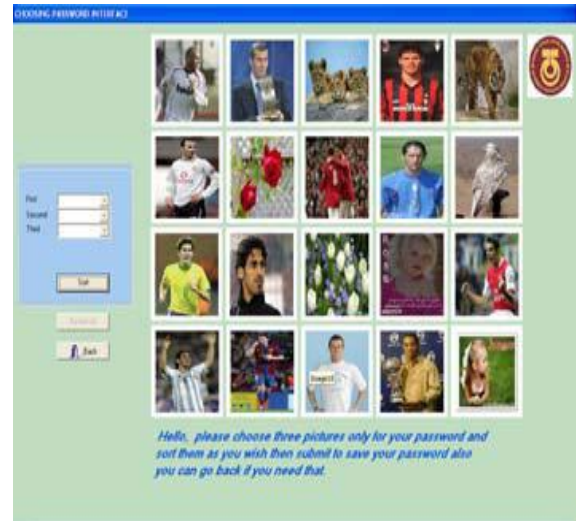 CHOOSING PASSWORD INTERFACE
First
Second
Third
Sort
Back
Hello, please choose three pictures only for your password and
sort them as you wish then submit to save your password also
you can go back if you need that.